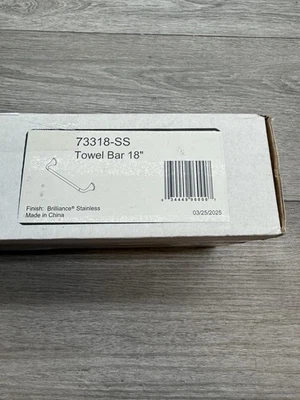 73318-SS
Towel Bar 18"
Finish: Brilliance® Stainless
Made in China
03/25/2025